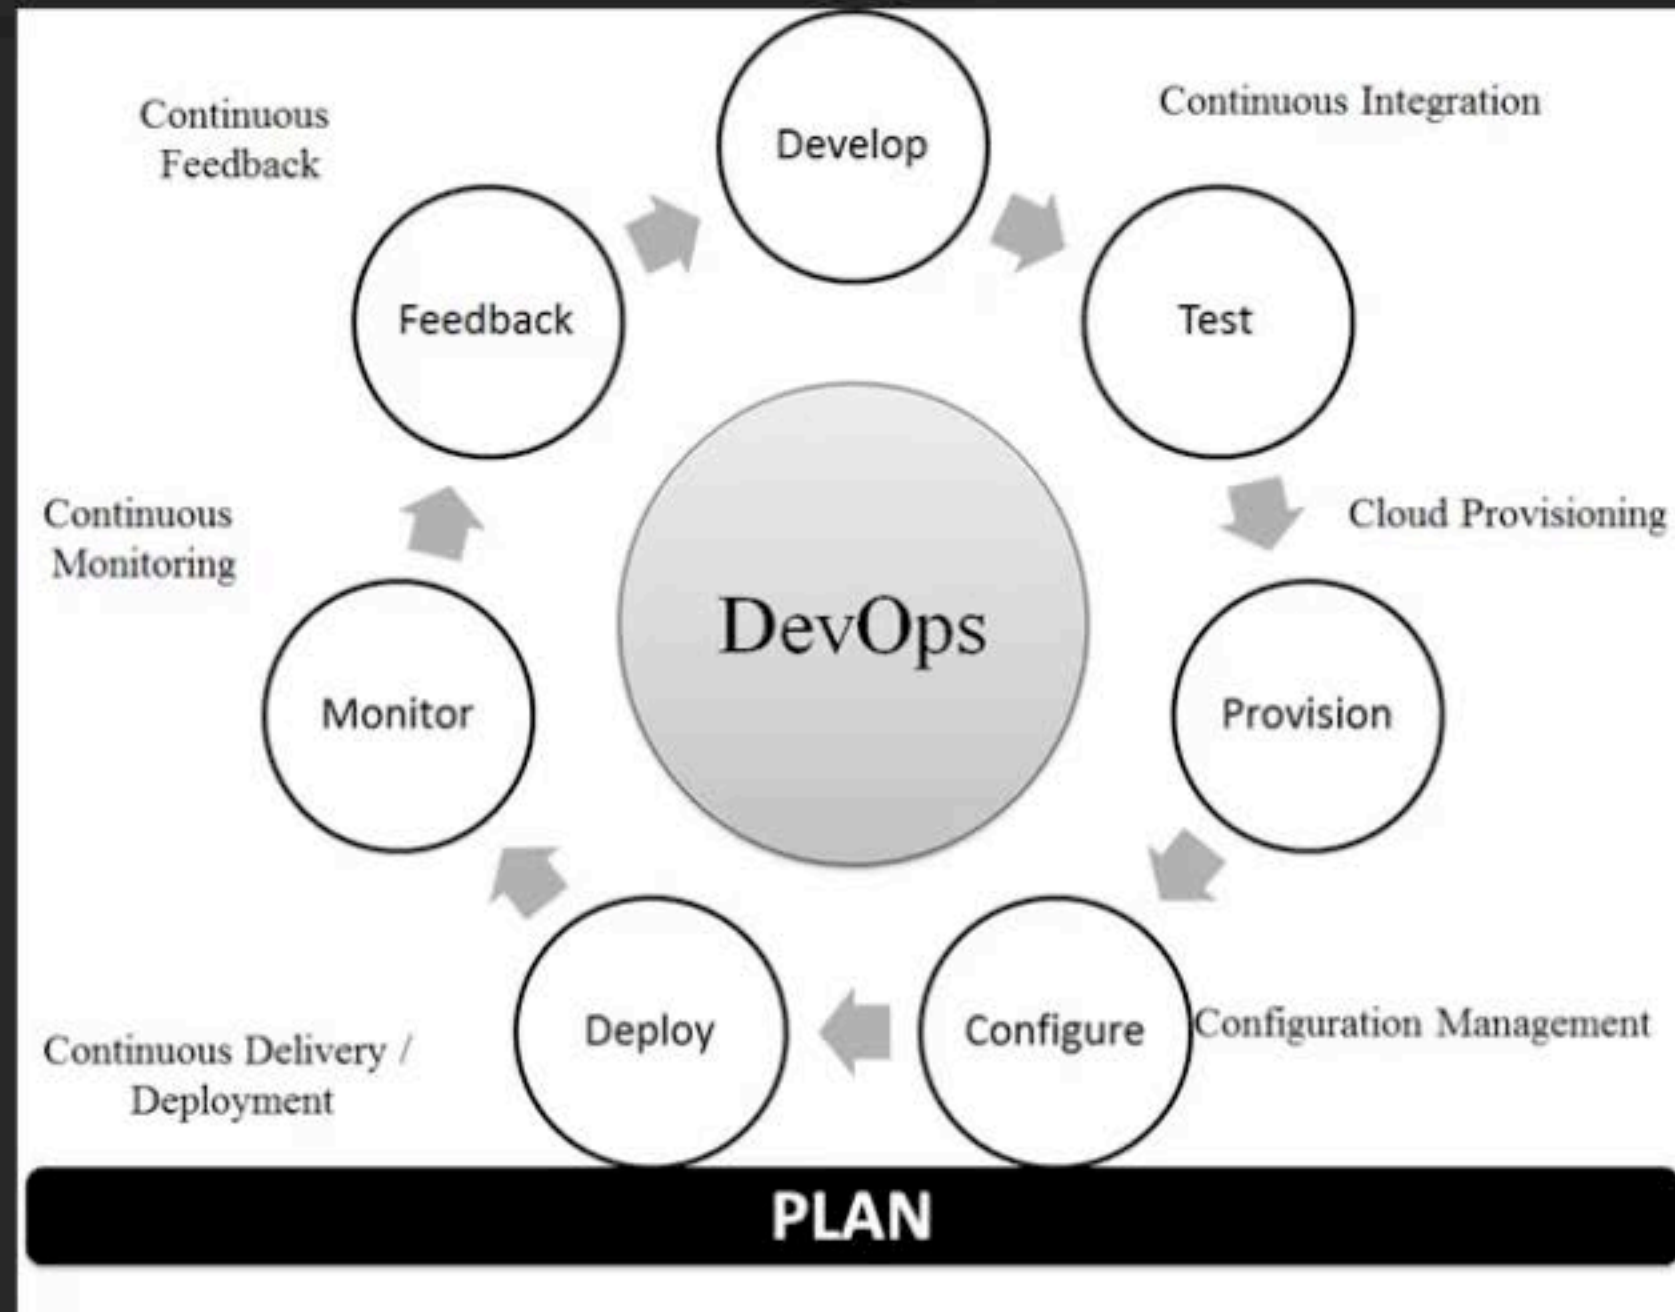 Develop
Continuous Integration
Continuous
Feedback
Feedback
Test
Continuous
Monitoring
Cloud Provisioning
DevOps
Monitor
Provision
Deploy
Configure
Configuration Management
Continuous Delivery /
Deployment
PLAN